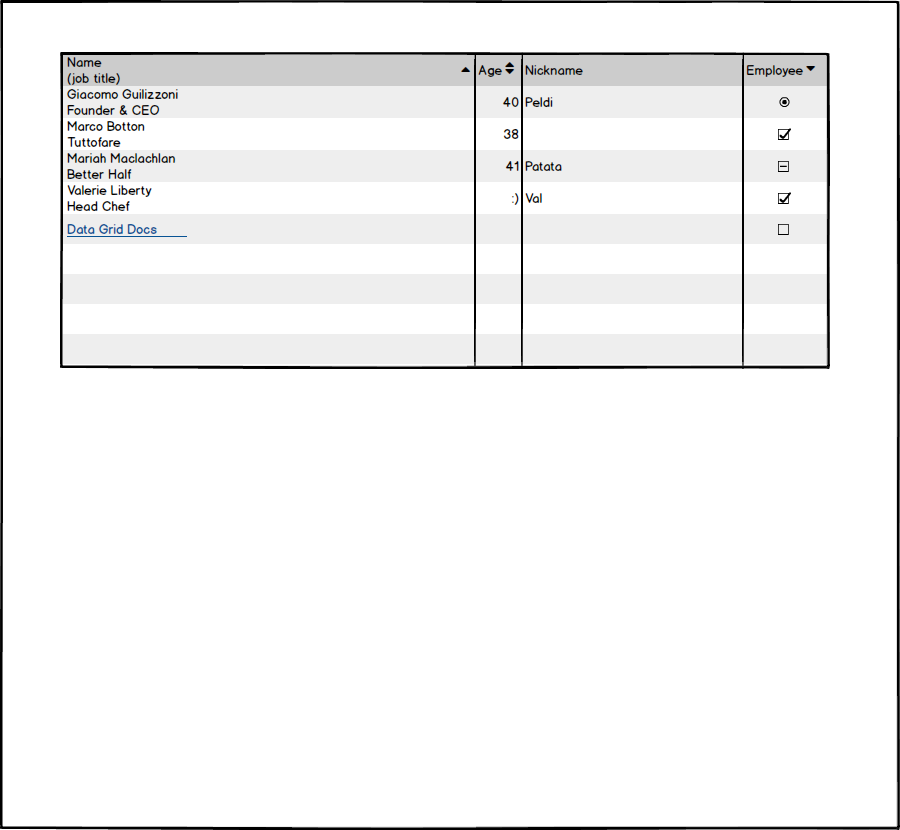 Name
(job title)
Age
Nickname
Employee
Giacomo Guilizzoni
Founder & CEO
40
Peldi
Marco Botton
Tuttofare
38
Mariah Maclachlan
Better Half
41
Patata
Valerie Liberty
Head Chef
:)
Val
Data Grid Docs